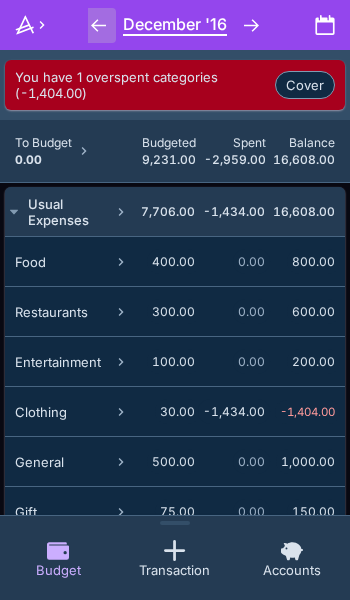 December '16
You have 1 overspent categories
(-1,404.00)
Cover
To Budget Budgeted Spent Balance
0.00 9,231.00 -2,959.00 16,608.00
Usual
Expenses 7,706.00 -1,434.00 16,608.00
Food 400.00 0.00 800.00
Restaurants 300.00 0.00 600.00
Entertainment 100.00 0.00 200.00
Clothing 30.00 -1,434.00 -1,404.00
General 500.00 0.00 1,000.00
Gift 75.00 0.00 150.00
Budget Transaction Accounts